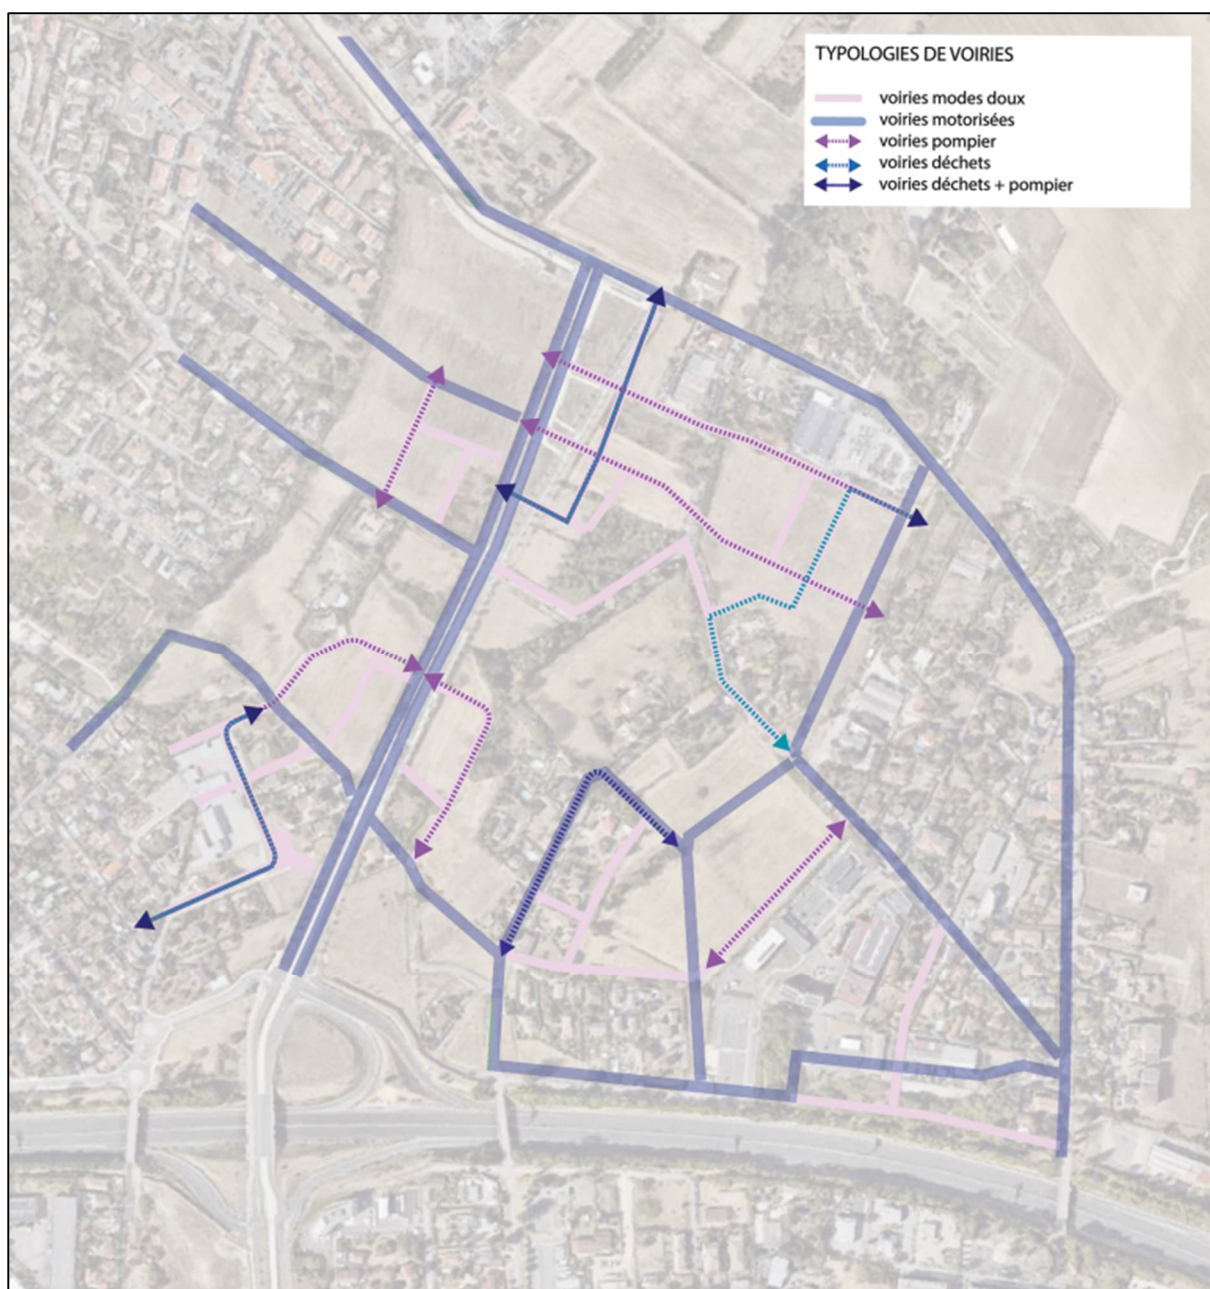 TYPOLOGIES DE VOIRIES
voiries modes doux
voiries motorisées
voiries pompier
voiries déchets
voiries déchets + pompier